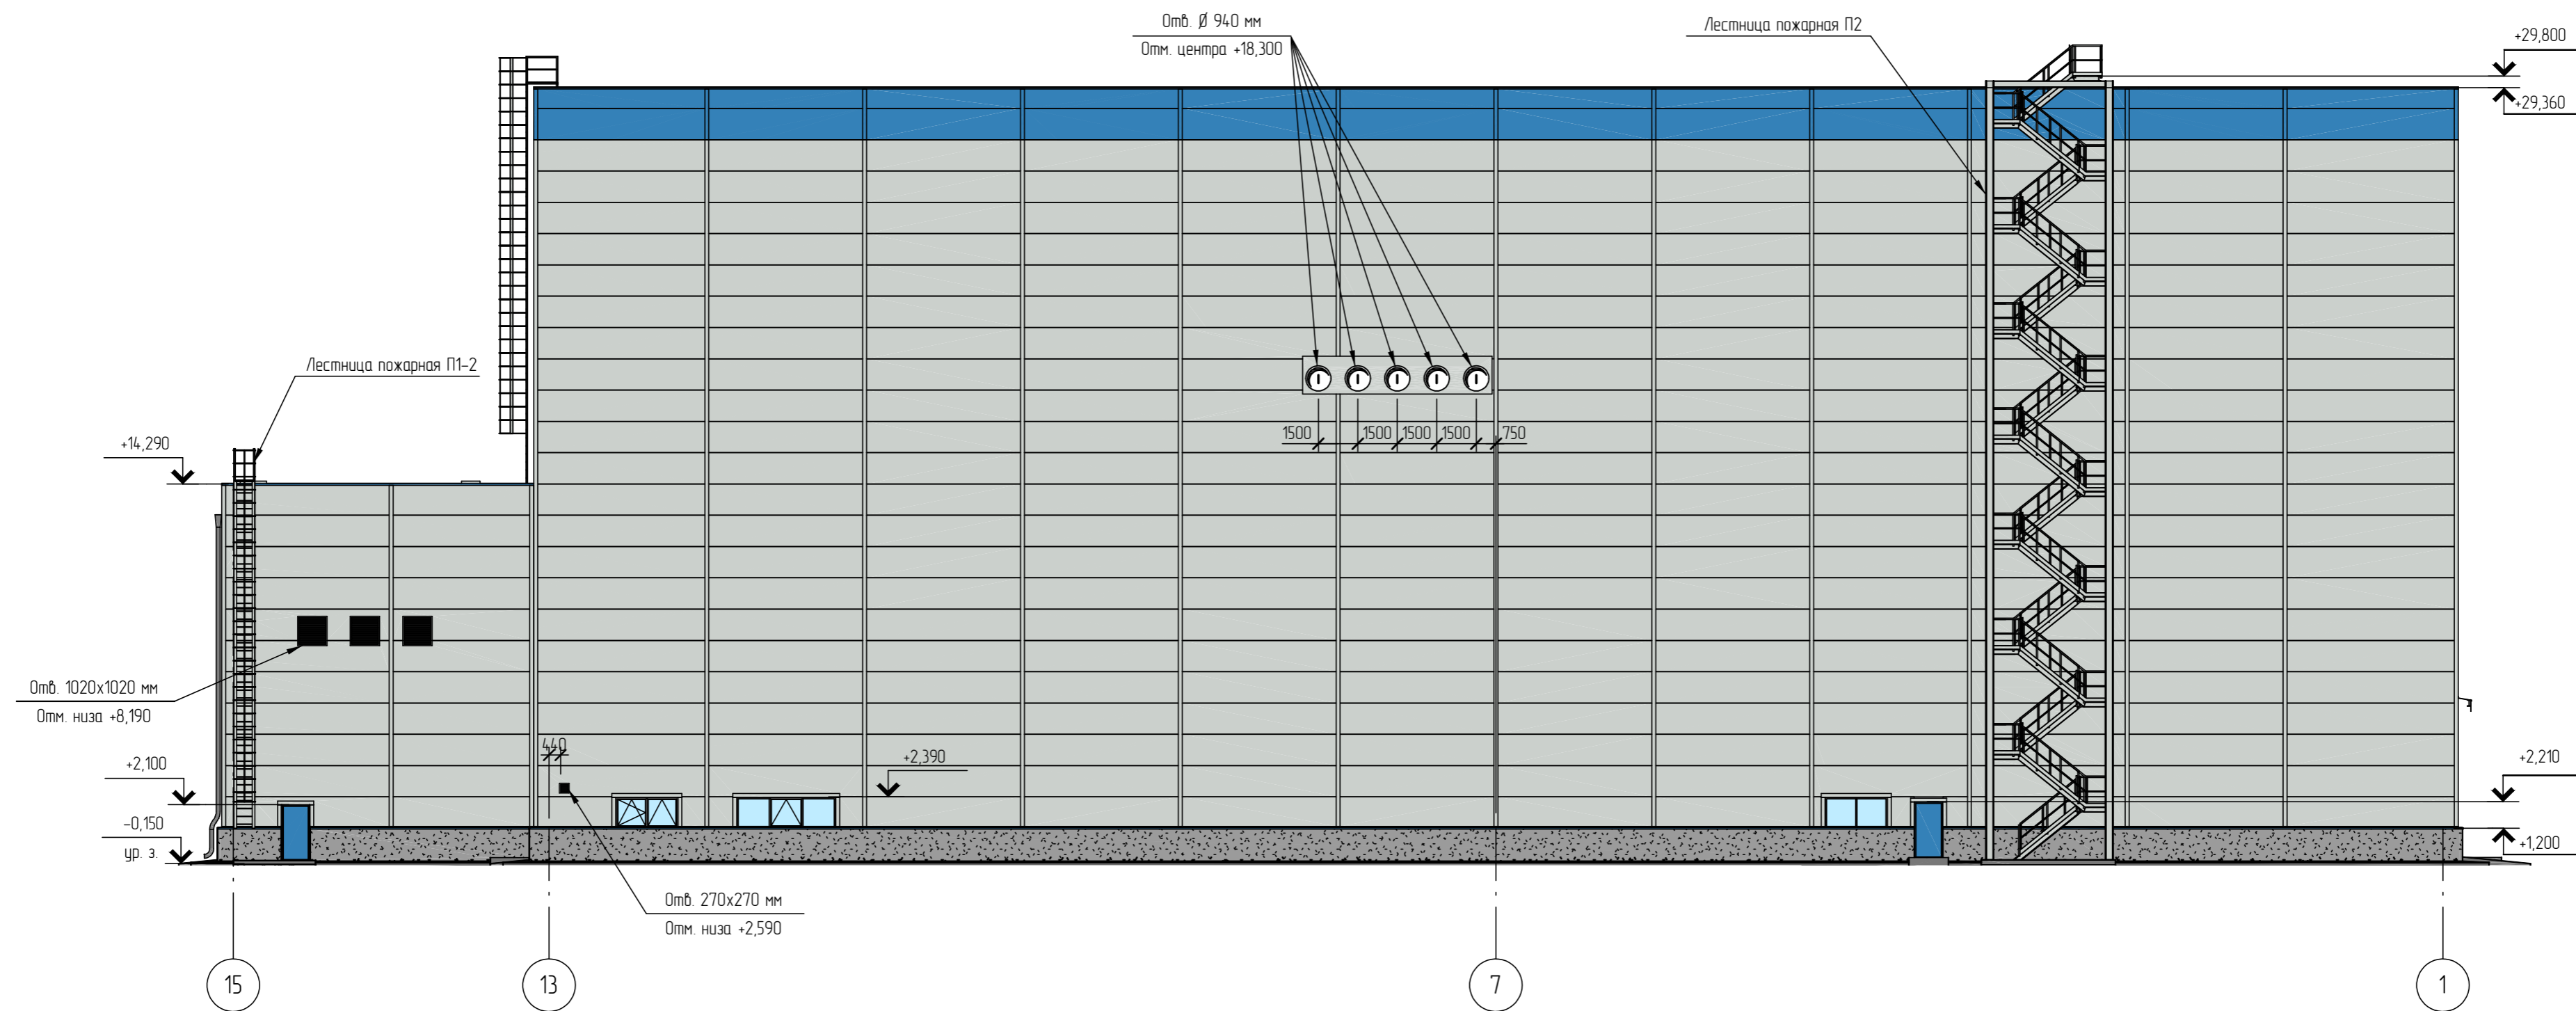 Отв. Ø 940 мм
Отм. центра +18,300
Лестница пожарная П2
+29,800
+29,360
Лестница пожарная П1-2
+14,290
1500
1500
1500
1500
750
Отв. 1020х1020 мм
Отм. низа +8,190
440
+2,390
+2,100
+2,210
-0,150
ур. з.
+1,200
Отв. 270х270 мм
Отм. низа +2,590
15
13
7
1